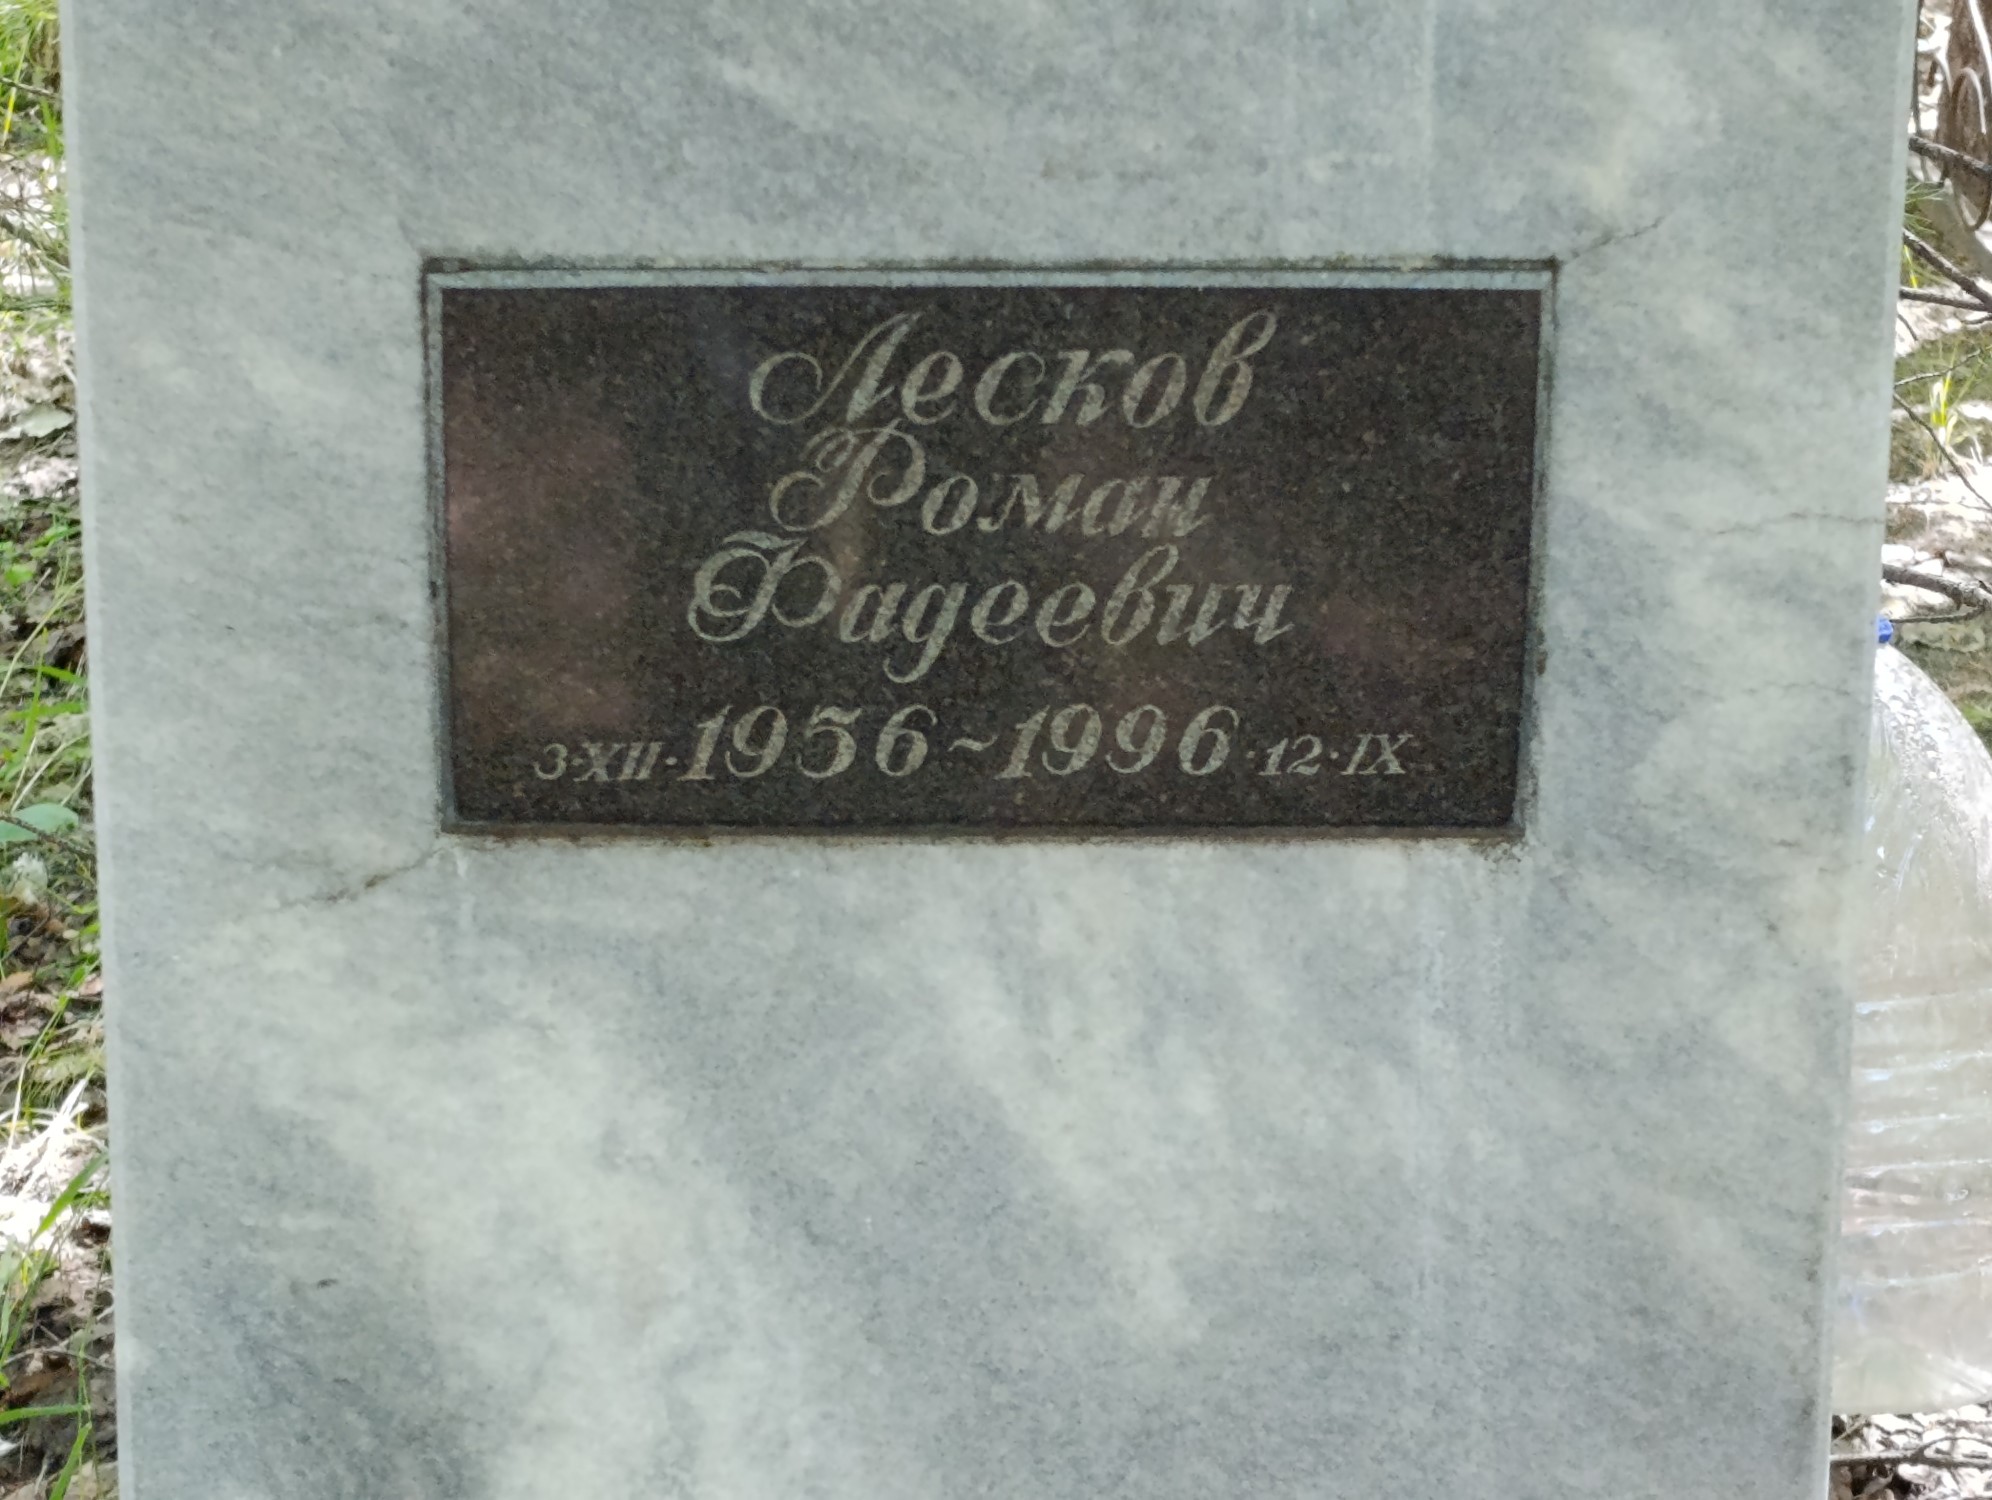 Лесков
Роман
Фадеевич
3·XII·1956~1996·12·IX